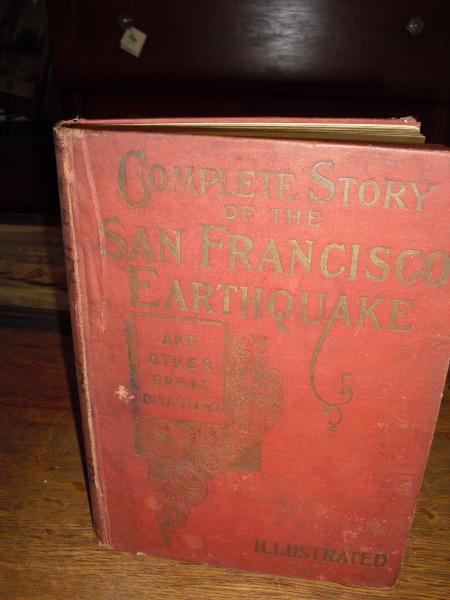 COMPLETE STORY
OF THE
SAN FRANCISCO
EARTHQUAKE
AND
OTHER
GREAT
DISASTERS
ILLUSTRATED